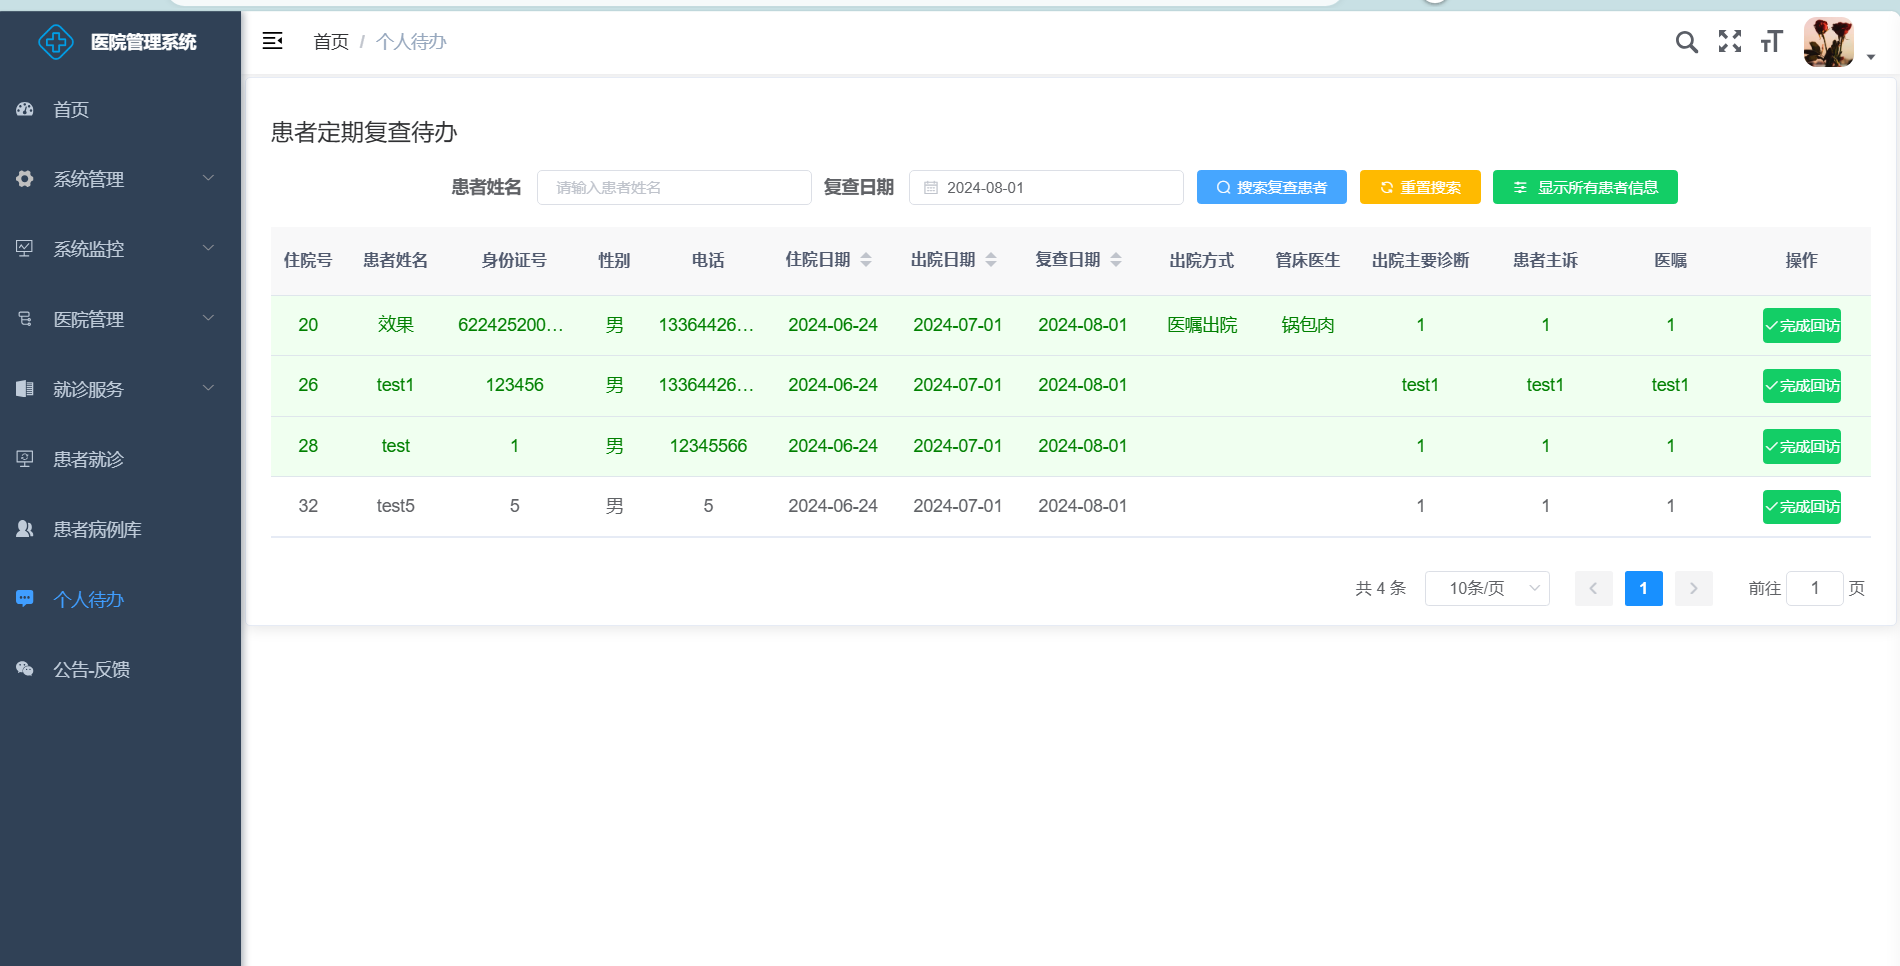 医院管理系统
首页
系统管理
系统监控
医院管理
就诊服务
患者就诊
患者病例库
个人待办
公告-反馈
首页 / 个人待办
患者定期复查待办
患者姓名 请输入患者姓名 复查日期 2024-08-01 搜索复查患者 重置搜索 显示所有患者信息
住院号 患者姓名 身份证号 性别 电话 住院日期 出院日期 复查日期 出院方式 管床医生 出院主要诊断 患者主诉 医嘱 操作
20 效果 622425200... 男 13364426... 2024-06-24 2024-07-01 2024-08-01 医嘱出院 锅包肉 1 1 1 完成回访
26 test1 123456 男 13364426... 2024-06-24 2024-07-01 2024-08-01 test1 test1 test1 完成回访
28 test 1 男 12345566 2024-06-24 2024-07-01 2024-08-01 1 1 1 完成回访
32 test5 5 男 5 2024-06-24 2024-07-01 2024-08-01 1 1 1 完成回访
共 4 条 10条/页 1 前往 1 页